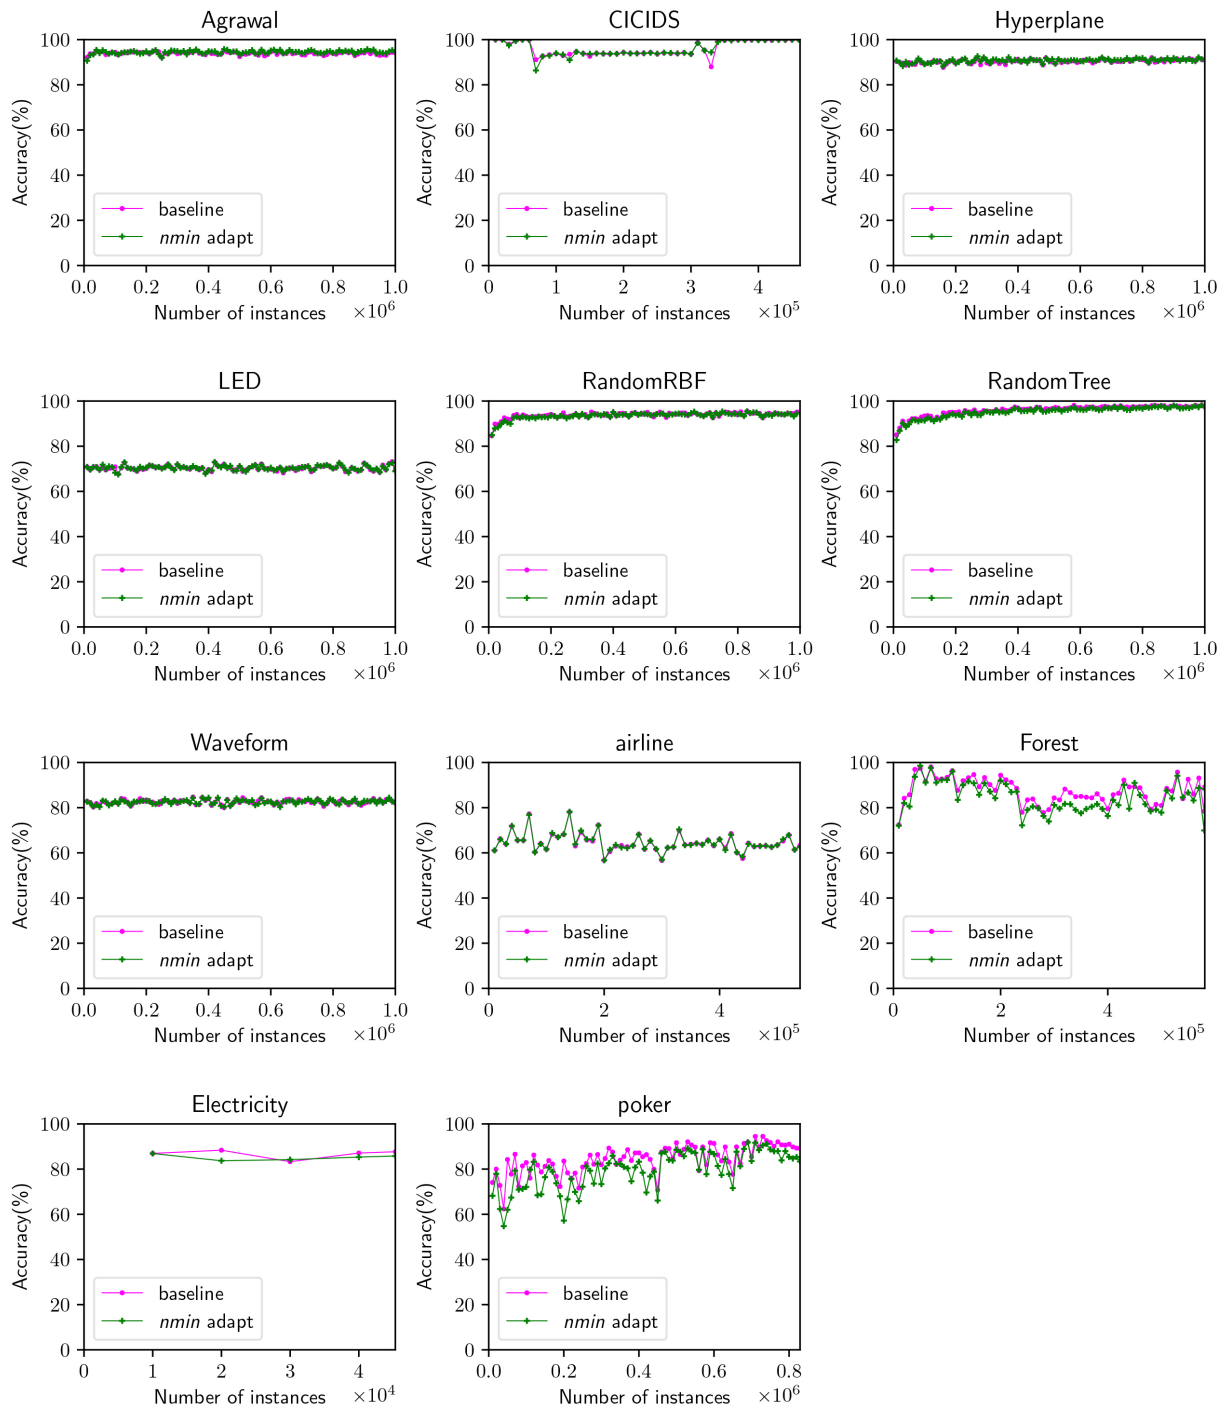 Agrawal
Accuracy(%)
100
80
60
40
20
0
baseline
nmin adapt
0.0 0.2 0.4 0.6 0.8 1.0
Number of instances ×10⁶
CICIDS
Accuracy(%)
100
80
60
40
20
0
baseline
nmin adapt
0 1 2 3 4
Number of instances ×10⁵
Hyperplane
Accuracy(%)
100
80
60
40
20
0
baseline
nmin adapt
0.0 0.2 0.4 0.6 0.8 1.0
Number of instances ×10⁶
LED
Accuracy(%)
100
80
60
40
20
0
baseline
nmin adapt
0.0 0.2 0.4 0.6 0.8 1.0
Number of instances ×10⁶
RandomRBF
Accuracy(%)
100
80
60
40
20
0
baseline
nmin adapt
0.0 0.2 0.4 0.6 0.8 1.0
Number of instances ×10⁶
RandomTree
Accuracy(%)
100
80
60
40
20
0
baseline
nmin adapt
0.0 0.2 0.4 0.6 0.8 1.0
Number of instances ×10⁶
Waveform
Accuracy(%)
100
80
60
40
20
0
baseline
nmin adapt
0.0 0.2 0.4 0.6 0.8 1.0
Number of instances ×10⁶
airline
Accuracy(%)
100
80
60
40
20
0
baseline
nmin adapt
0 2 4
Number of instances ×10⁵
Forest
Accuracy(%)
100
80
60
40
20
0
baseline
nmin adapt
0 2 4
Number of instances ×10⁵
Electricity
Accuracy(%)
100
80
60
40
20
0
baseline
nmin adapt
0 1 2 3 4
Number of instances ×10⁴
poker
Accuracy(%)
100
80
60
40
20
0
baseline
nmin adapt
0.0 0.2 0.4 0.6 0.8
Number of instances ×10⁶